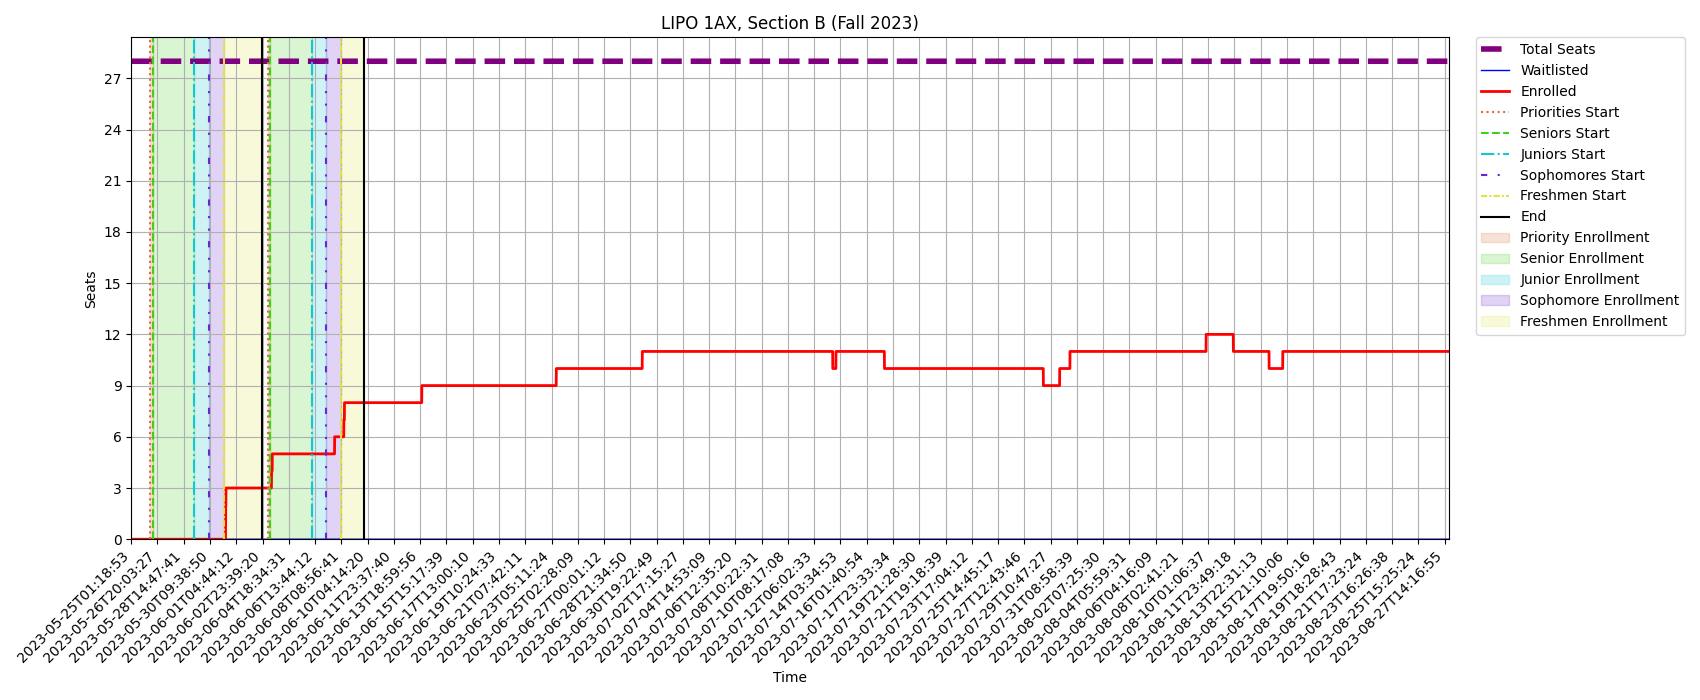 LIPO 1AX, Section B (Fall 2023)
Seats
27
24
21
18
15
12
9
6
3
0
2023-05-25T01:18:53
2023-05-26T20:03:27
2023-05-28T14:47:41
2023-05-30T09:38:50
2023-06-01T04:44:12
2023-06-02T23:39:20
2023-06-04T18:34:31
2023-06-06T13:44:12
2023-06-08T08:56:41
2023-06-10T04:14:20
2023-06-11T23:37:40
2023-06-13T18:59:56
2023-06-15T15:17:39
2023-06-17T13:00:10
2023-06-19T10:24:33
2023-06-21T07:42:11
2023-06-23T05:11:24
2023-06-25T02:28:09
2023-06-27T00:01:12
2023-06-28T21:34:50
2023-06-30T19:22:49
2023-07-02T17:15:27
2023-07-04T14:53:09
2023-07-06T12:35:20
2023-07-08T10:22:31
2023-07-10T08:17:08
2023-07-12T06:02:33
2023-07-14T03:34:53
2023-07-16T01:40:54
2023-07-17T23:33:34
2023-07-19T21:28:30
2023-07-21T19:18:39
2023-07-23T17:04:12
2023-07-25T14:45:17
2023-07-27T12:43:46
2023-07-29T10:47:27
2023-07-31T08:58:39
2023-08-02T07:25:30
2023-08-04T05:59:31
2023-08-06T04:16:09
2023-08-08T02:41:21
2023-08-10T01:06:37
2023-08-11T23:49:18
2023-08-13T22:31:13
2023-08-15T21:10:06
2023-08-17T19:50:16
2023-08-19T18:28:43
2023-08-21T17:23:24
2023-08-23T16:26:38
2023-08-25T15:25:24
2023-08-27T14:16:55
Time
Total Seats
Waitlisted
Enrolled
Priorities Start
Seniors Start
Juniors Start
Sophomores Start
Freshmen Start
End
Priority Enrollment
Senior Enrollment
Junior Enrollment
Sophomore Enrollment
Freshmen Enrollment